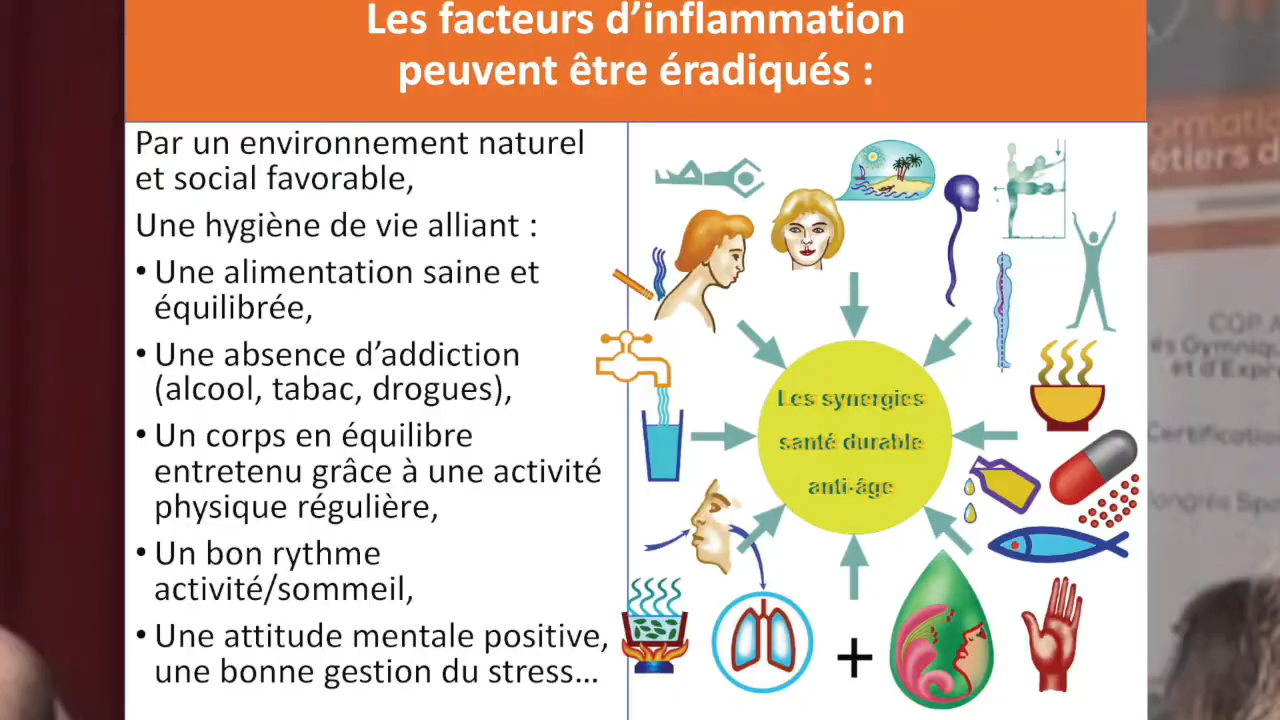 Les facteurs d’inflammation
peuvent être éradiqués :
Par un environnement naturel
et social favorable,
Une hygiène de vie alliant :
• Une alimentation saine et
équilibrée,
• Une absence d’addiction
(alcool, tabac, drogues),
• Un corps en équilibre
entretenu grâce à une activité
physique régulière,
• Un bon rythme
activité/sommeil,
• Une attitude mentale positive,
une bonne gestion du stress…
Les synergies
santé durable
anti-âge
+